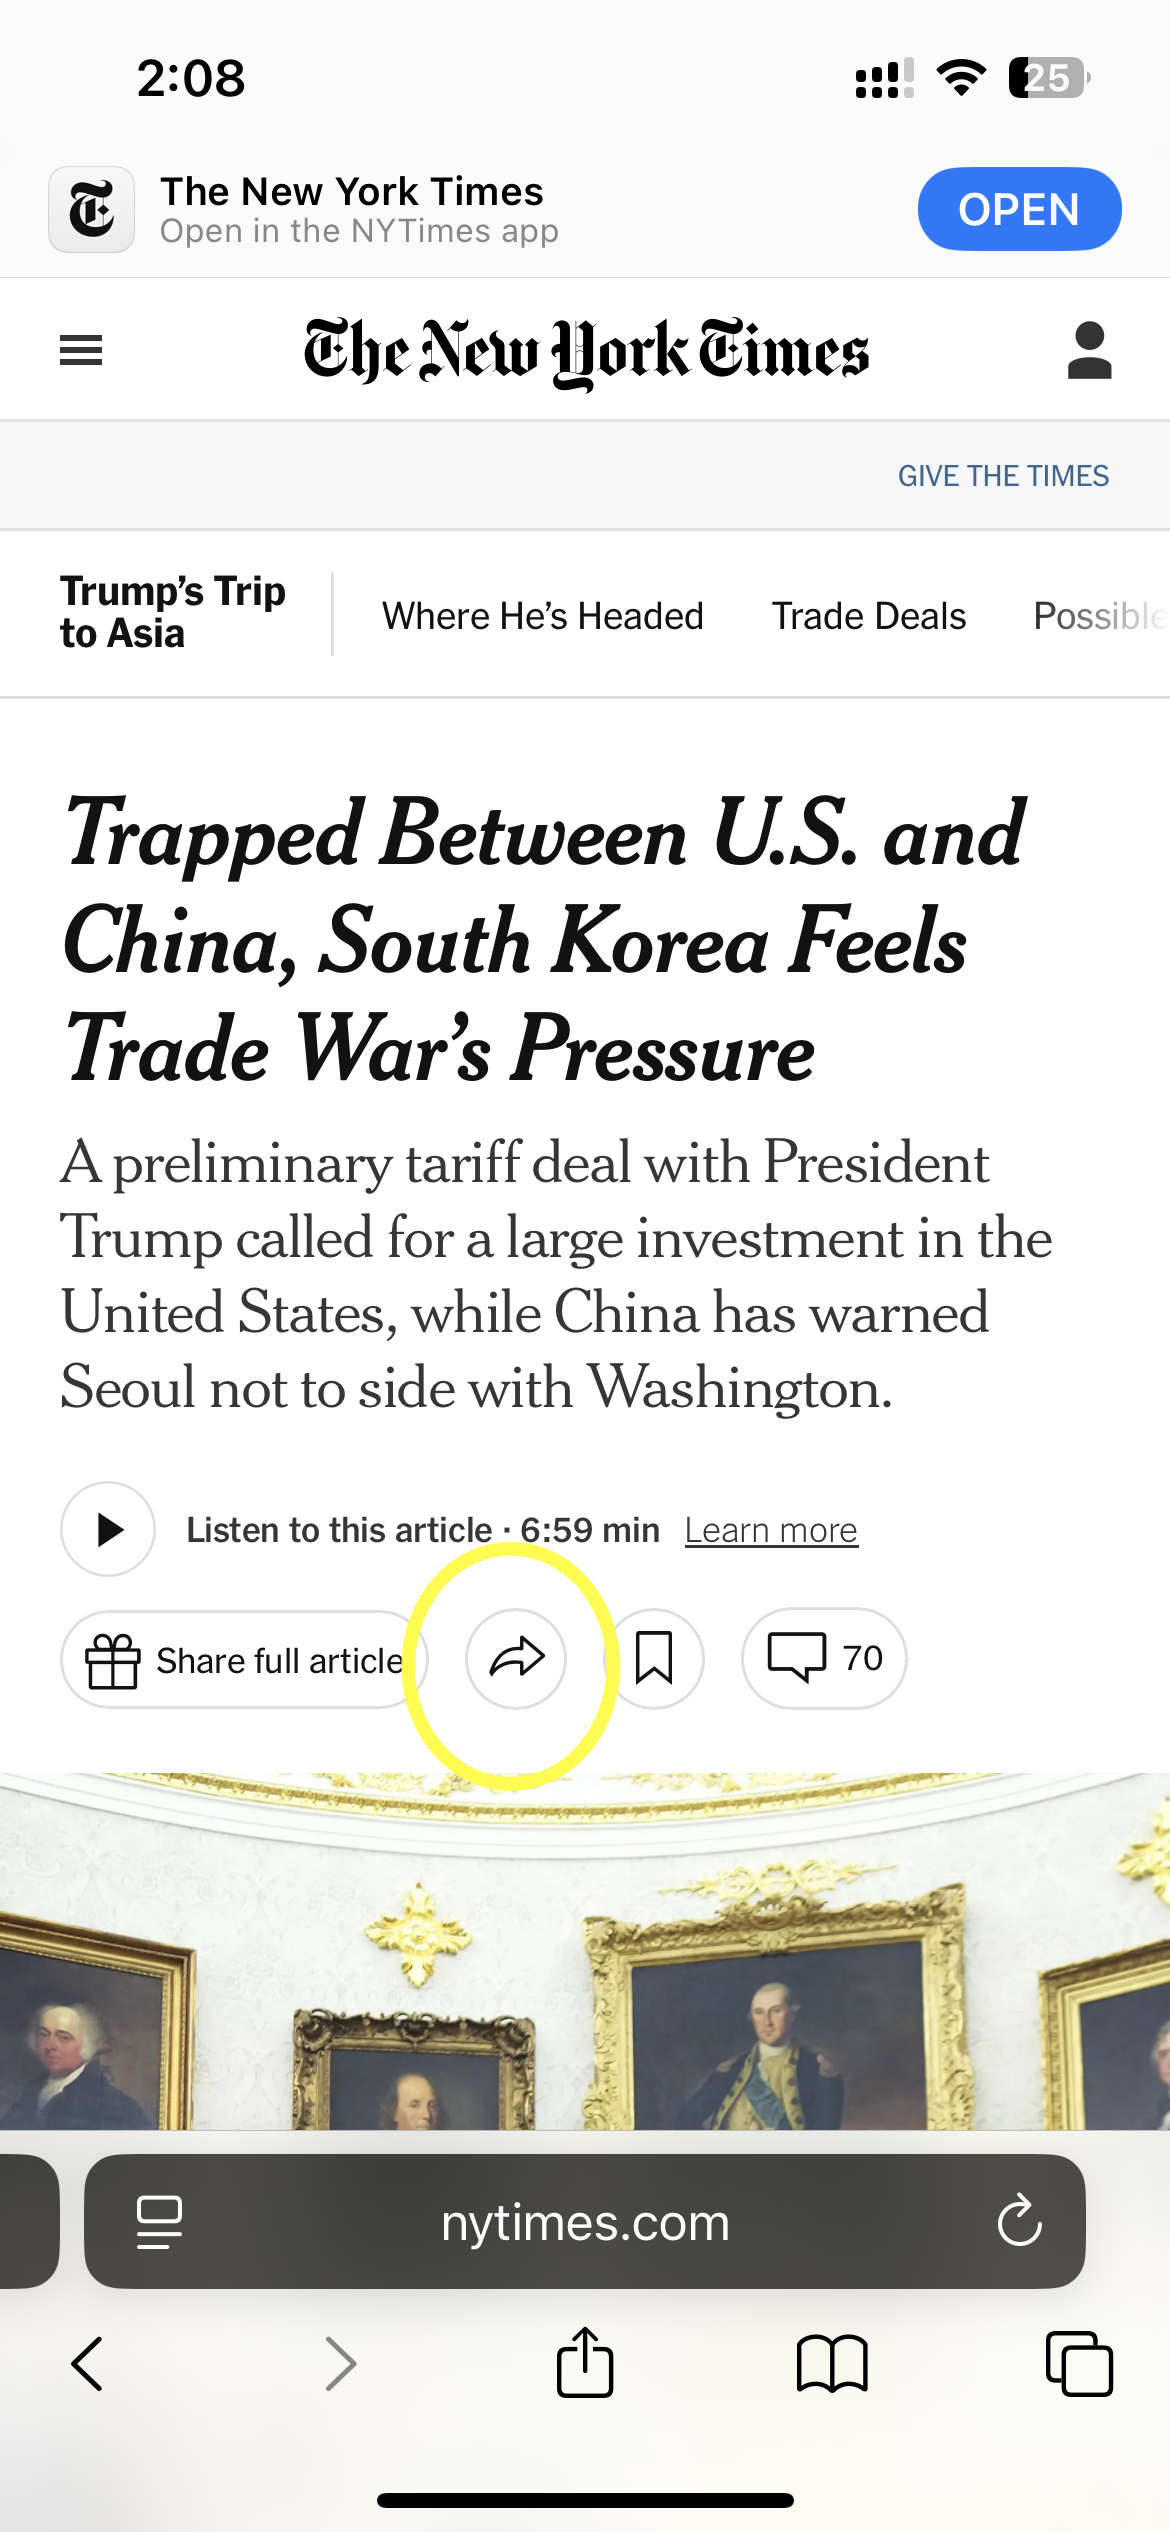 2:08
25
The New York Times
Open in the NYTimes app
OPEN
The New York Times
GIVE THE TIMES
Trump’s Trip
to Asia
Where He’s Headed
Trade Deals
Possible
Trapped Between U.S. and
China, South Korea Feels
Trade War’s Pressure
A preliminary tariff deal with President
Trump called for a large investment in the
United States, while China has warned
Seoul not to side with Washington.
Listen to this article · 6:59 min Learn more
Share full article
70
nytimes.com